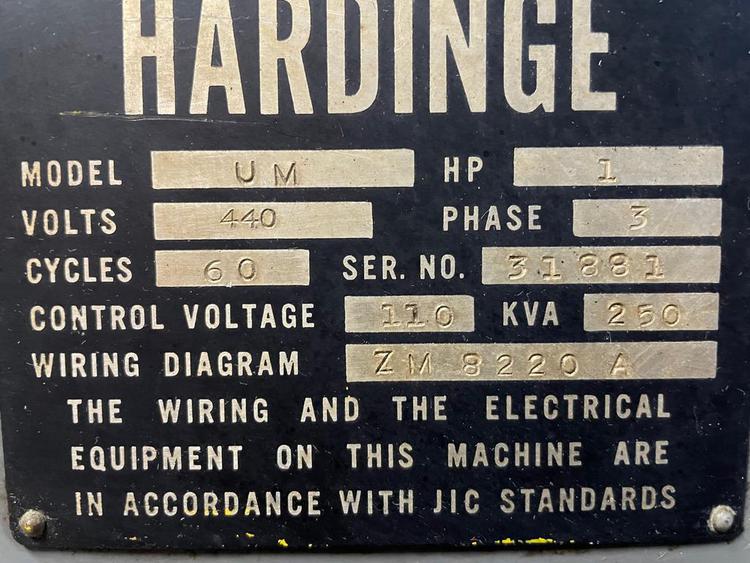 HARDINGE
MODEL UM HP 1
VOLTS 440 PHASE 3
CYCLES 60 SER. NO. 31881
CONTROL VOLTAGE 110 KVA 250
WIRING DIAGRAM ZM 8220 A
THE WIRING AND THE ELECTRICAL
EQUIPMENT ON THIS MACHINE ARE
IN ACCORDANCE WITH JIC STANDARDS